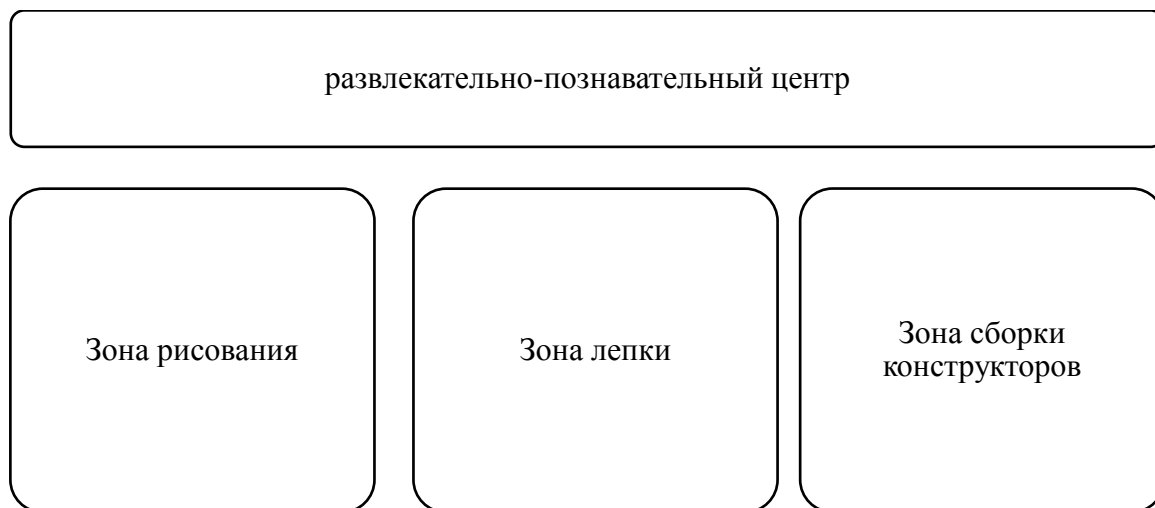 развлекательно-познавательный центр
Зона рисования
Зона лепки
Зона сборки
конструкторов